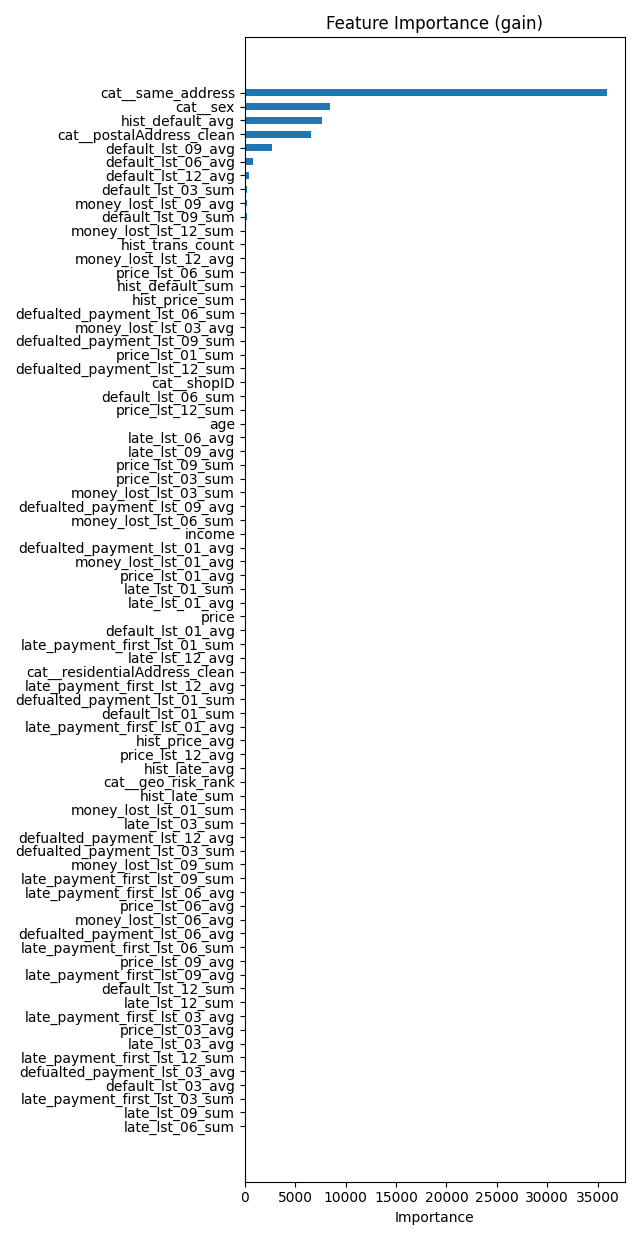 Feature Importance (gain)
cat__same_address
cat__sex
hist_default_avg
cat__postalAddress_clean
default_lst_09_avg
default_lst_06_avg
default_lst_12_avg
default_lst_03_sum
money_lost_lst_09_avg
default_lst_09_sum
money_lost_lst_12_sum
hist_trans_count
money_lost_lst_12_avg
price_lst_06_sum
hist_default_sum
hist_price_sum
defualted_payment_lst_06_sum
money_lost_lst_03_avg
defualted_payment_lst_09_sum
price_lst_01_sum
defualted_payment_lst_12_sum
cat__shopID
default_lst_06_sum
price_lst_12_sum
age
late_lst_06_avg
late_lst_09_avg
price_lst_09_sum
price_lst_03_sum
money_lost_lst_03_sum
defualted_payment_lst_09_avg
money_lost_lst_06_sum
income
defualted_payment_lst_01_avg
money_lost_lst_01_avg
price_lst_01_avg
late_lst_01_sum
late_lst_01_avg
price
default_lst_01_avg
late_payment_first_lst_01_sum
late_lst_12_avg
cat__residentialAddress_clean
late_payment_first_lst_12_avg
defualted_payment_lst_01_sum
default_lst_01_sum
late_payment_first_lst_01_avg
hist_price_avg
price_lst_12_avg
hist_late_avg
cat__geo_risk_rank
hist_late_sum
money_lost_lst_01_sum
late_lst_03_sum
defualted_payment_lst_12_avg
defualted_payment_lst_03_sum
money_lost_lst_09_sum
late_payment_first_lst_09_sum
late_payment_first_lst_06_avg
price_lst_06_avg
money_lost_lst_06_avg
defualted_payment_lst_06_avg
late_payment_first_lst_06_sum
price_lst_09_avg
late_payment_first_lst_09_avg
default_lst_12_sum
late_lst_12_sum
late_payment_first_lst_03_avg
price_lst_03_avg
late_lst_03_avg
late_payment_first_lst_12_sum
defualted_payment_lst_03_avg
default_lst_03_avg
late_payment_first_lst_03_sum
late_lst_09_sum
late_lst_06_sum
0 5000 10000 15000 20000 25000 30000 35000
Importance